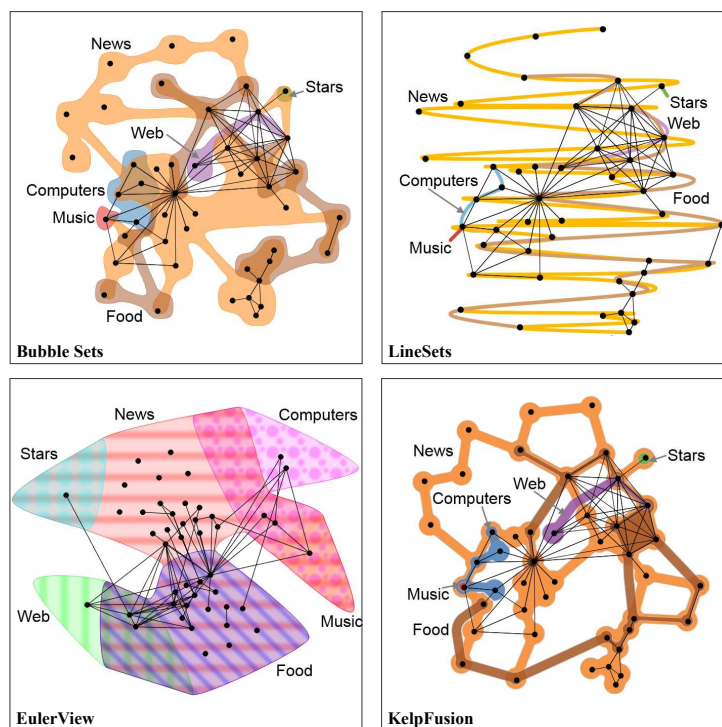 News
Stars
Web
Computers
Music
Food
Bubble Sets
News
Stars
Web
Computers
Food
Music
LineSets
News
Computers
Stars
Web
Music
Food
EulerView
News
Stars
Web
Computers
Music
Food
KelpFusion